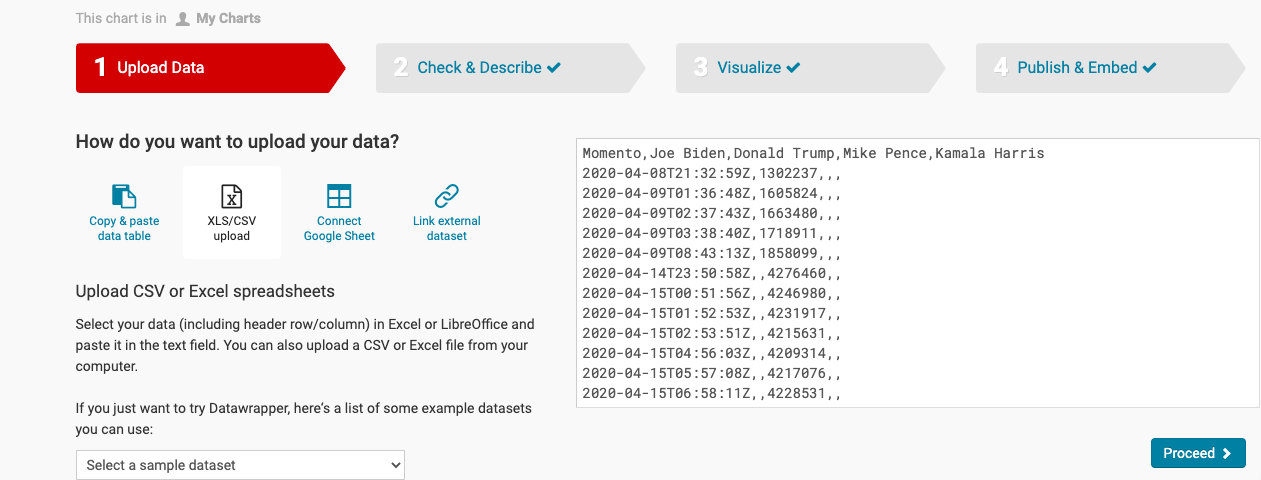 This chart is in My Charts
1 Upload Data
2 Check & Describe
3 Visualize
4 Publish & Embed
How do you want to upload your data?
Copy & paste
data table
XLS/CSV
upload
Connect
Google Sheet
Link external
dataset
Upload CSV or Excel spreadsheets
Select your data (including header row/column) in Excel or LibreOffice and
paste it in the text field. You can also upload a CSV or Excel file from your
computer.
If you just want to try Datawrapper, here's a list of some example datasets
you can use:
Select a sample dataset
Momento,Joe Biden,Donald Trump,Mike Pence,Kamala Harris
2020-04-08T21:32:59Z,1302237,,,
2020-04-09T01:36:48Z,1605824,,,
2020-04-09T02:37:43Z,1663480,,,
2020-04-09T03:38:40Z,1718911,,,
2020-04-09T08:43:13Z,1858099,,,
2020-04-14T23:50:58Z,,4276460,,
2020-04-15T00:51:56Z,,4246980,,
2020-04-15T01:52:53Z,,4231917,,
2020-04-15T02:53:51Z,,4215631,,
2020-04-15T04:56:03Z,,4209314,,
2020-04-15T05:57:08Z,,4217076,,
2020-04-15T06:58:11Z,,4228531,,
Proceed